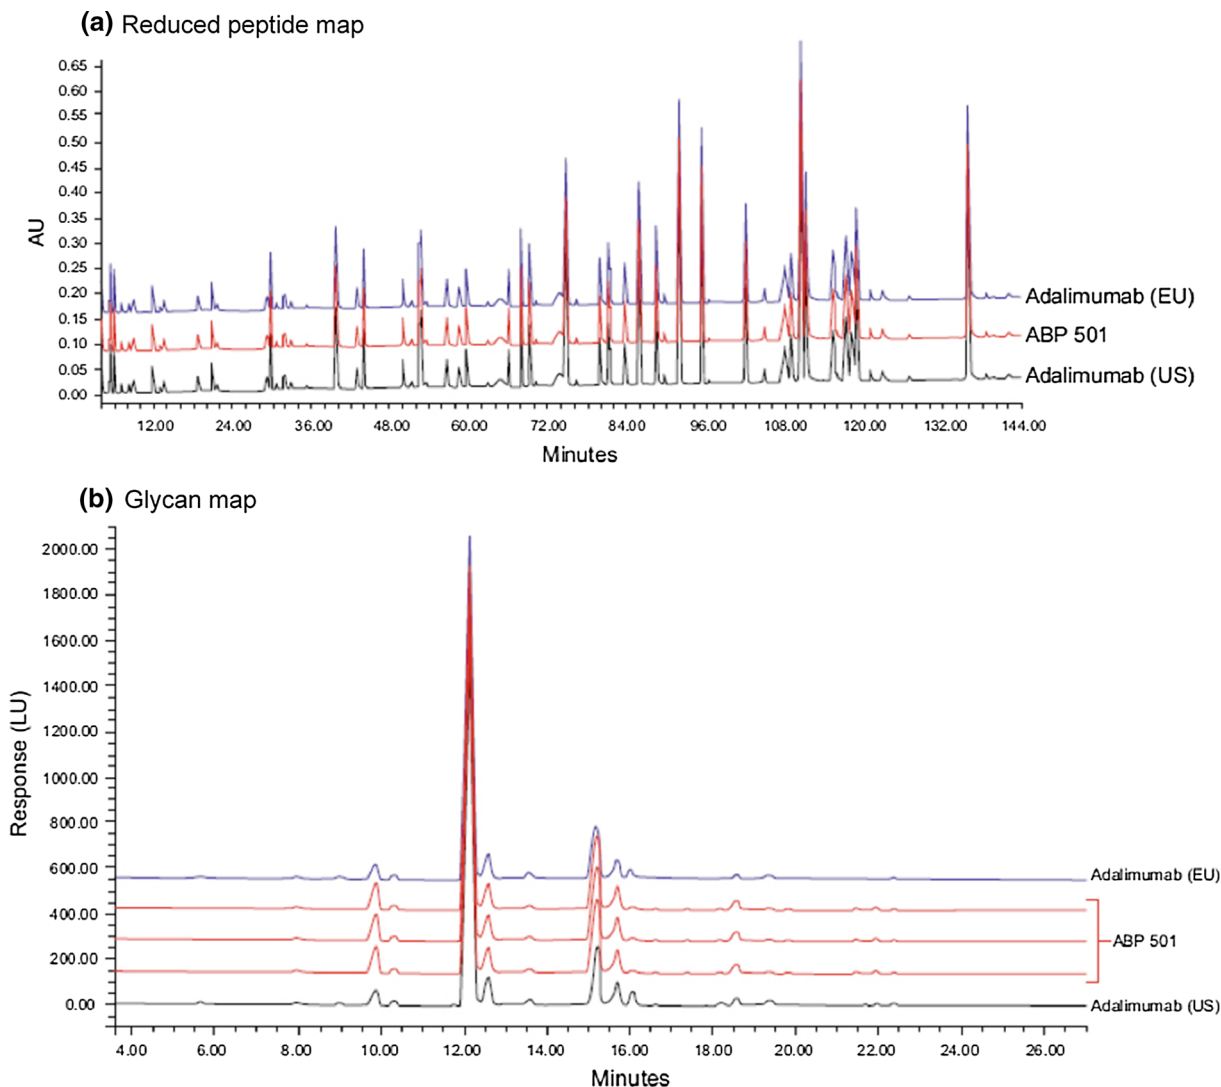 (a) Reduced peptide map
0.65
0.60
0.55
0.50
0.45
0.40
0.35
0.30
0.25
0.20
0.15
0.10
0.05
0.00
AU
Adalimumab (EU)
ABP 501
Adalimumab (US)
12.00 24.00 36.00 48.00 60.00 72.00 84.00 96.00 108.00 120.00 132.00 144.00
Minutes
(b) Glycan map
2000.00
1800.00
1600.00
1400.00
1200.00
1000.00
800.00
600.00
400.00
200.00
0.00
Response (LU)
Adalimumab (EU)
ABP 501
Adalimumab (US)
4.00 6.00 8.00 10.00 12.00 14.00 16.00 18.00 20.00 22.00 24.00 26.00
Minutes